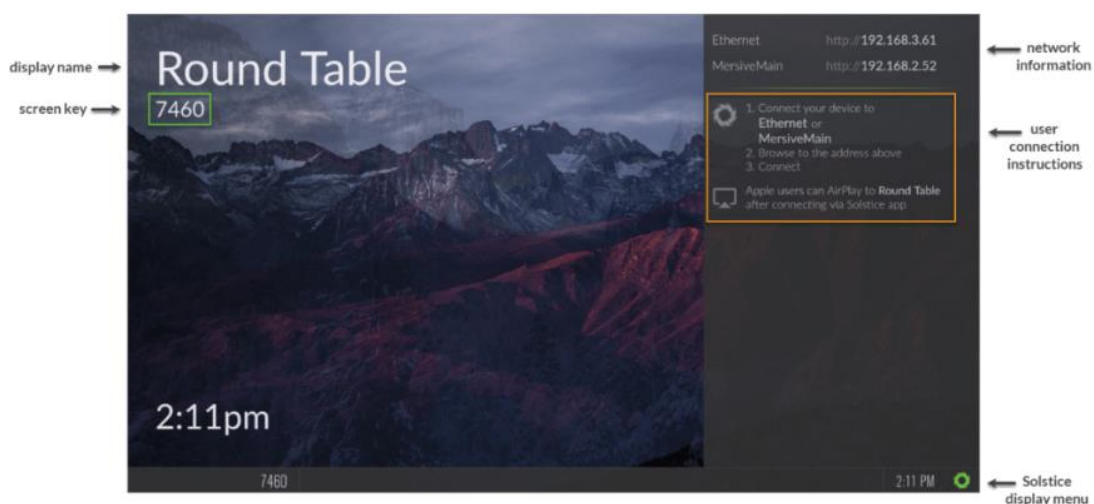 display name
Round Table
screen key
7460
Ethernet http://192.168.3.61
MersiveMain http://192.168.2.52
network
information
1. Connect your device to
Ethernet or
MersiveMain
2. Browse to the address above
3. Connect
Apple users can AirPlay to Round Table
after connecting via Solstice app
user
connection
instructions
2:11pm
7460
2:11 PM
Solstice
display menu